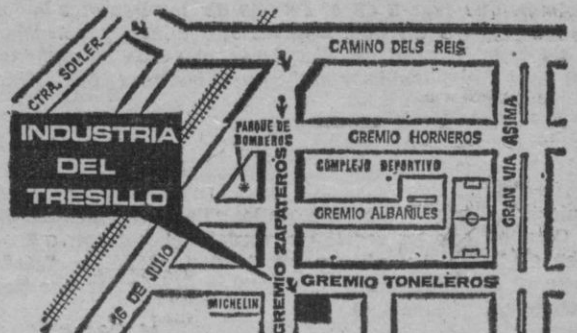 CAMINO DELS REIS
CTRA. SOLLER
INDUSTRIA
DEL
TRESILLO
PARQUE DE
BOMBEROS
GREMIO HORNEROS
GRAN VIA ASIMA
COMPLEJO DEPORTIVO
GREMIO ZAPATEROS
GREMIO ALBAÑILES
16 DE JULIO
GREMIO TONELEROS
MICHELIN